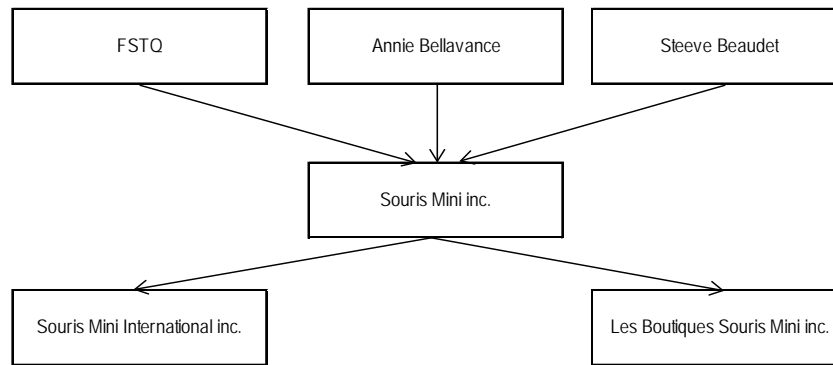 FSTQ
Annie Bellavance
Steeve Beaudet
Souris Mini inc.
Souris Mini International inc.
Les Boutiques Souris Mini inc.